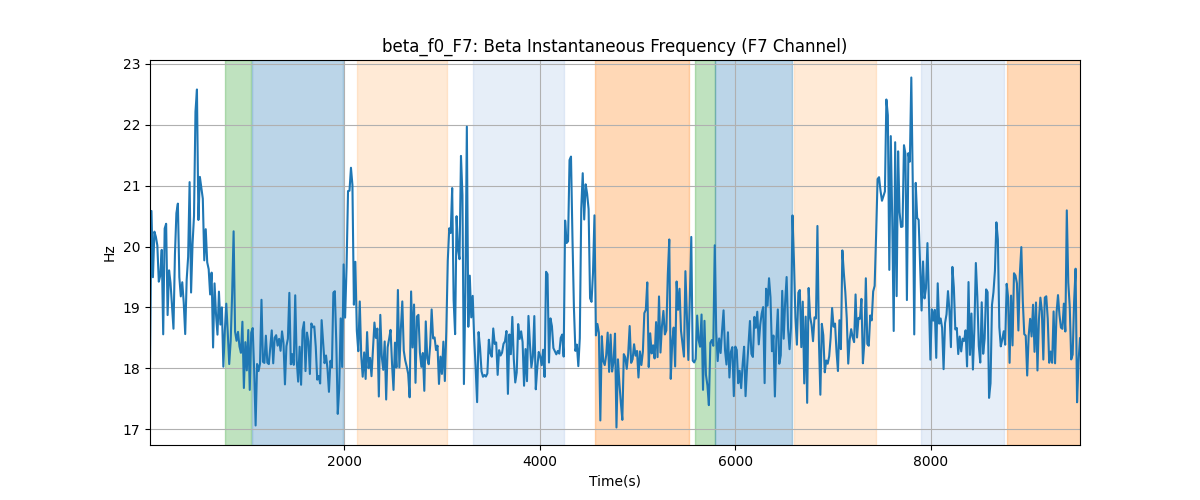 beta_f0_F7: Beta Instantaneous Frequency (F7 Channel)
23
22
21
20
19
18
17
Hz
2000 4000 6000 8000
Time(s)